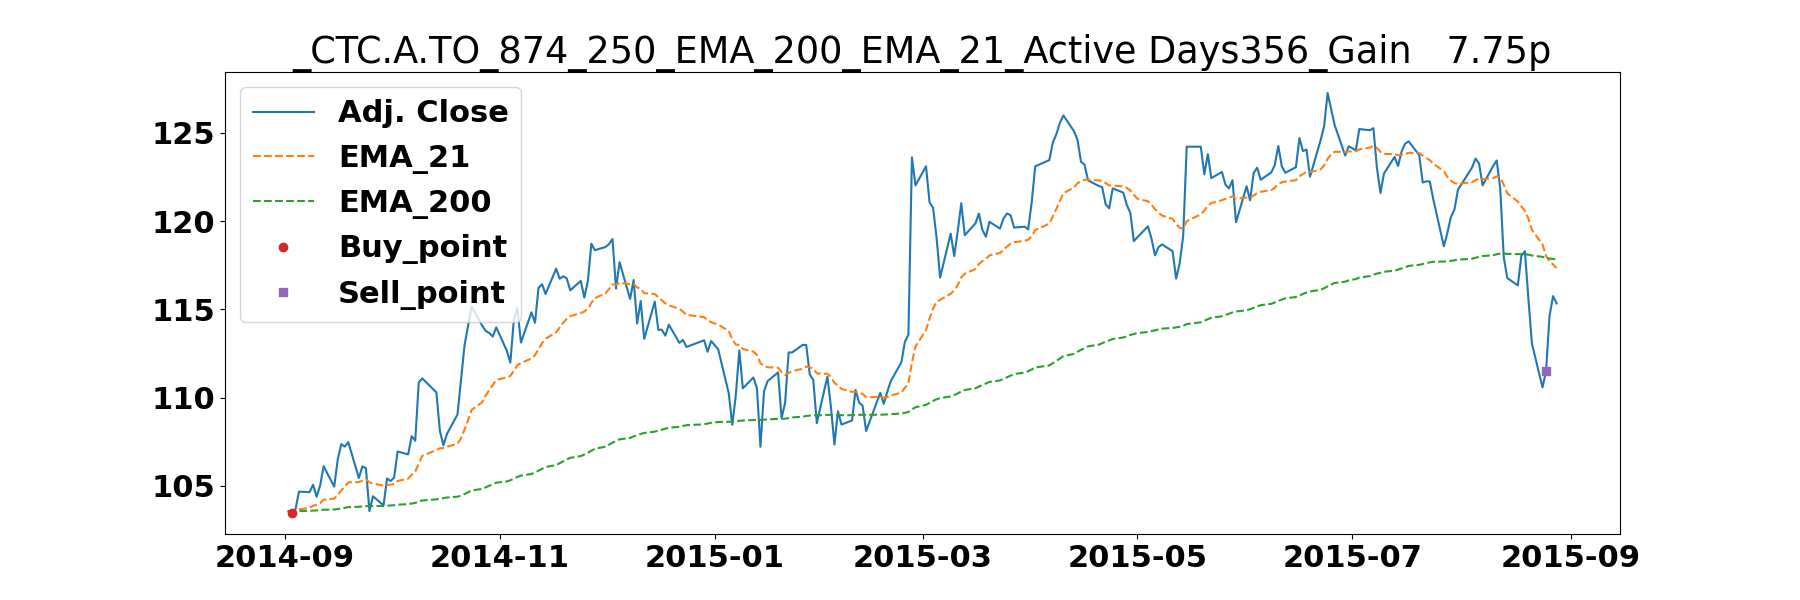 _CTC.A.TO_874_250_EMA_200_EMA_21_Active Days356_Gain   7.75p
Adj. Close
EMA_21
EMA_200
Buy_point
Sell_point
125
120
115
110
105
2014-09 2014-11 2015-01 2015-03 2015-05 2015-07 2015-09